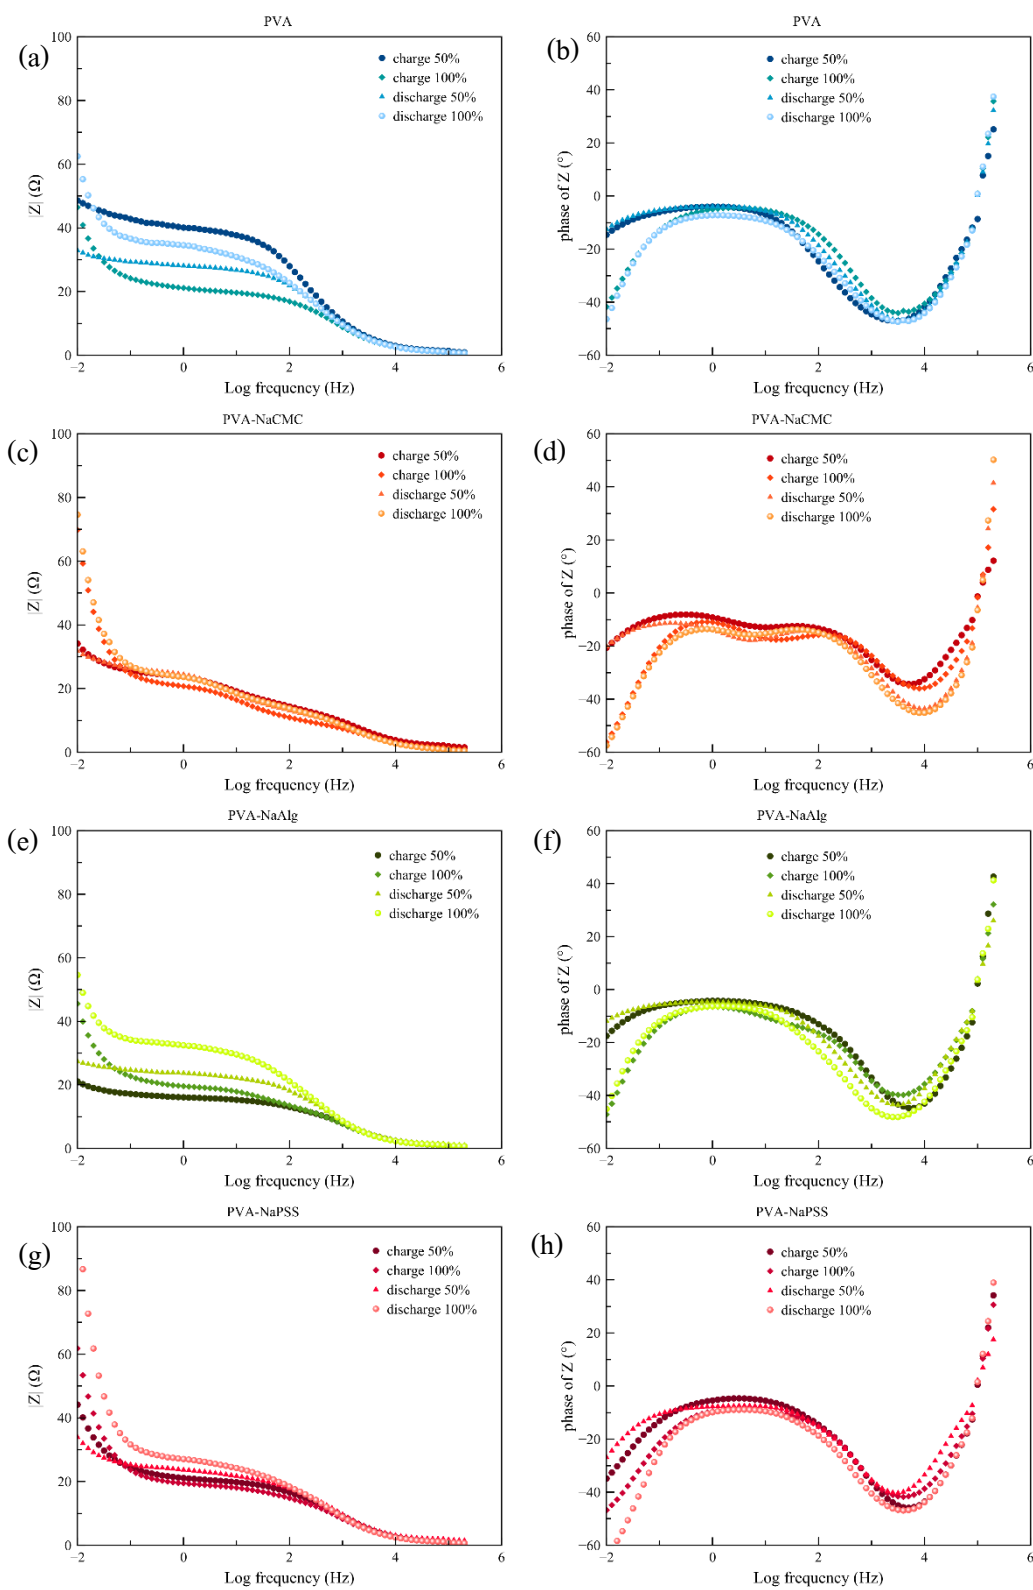 PVA
(a)
100
80
60
40
20
0
|Z| (Ω)
charge 50%
charge 100%
discharge 50%
discharge 100%
−2
0
2
4
6
Log frequency (Hz)
PVA
(b)
60
40
20
0
−20
−40
−60
phase of Z (°)
charge 50%
charge 100%
discharge 50%
discharge 100%
−2
0
2
4
6
Log frequency (Hz)
PVA-NaCMC
(c)
100
80
60
40
20
0
|Z| (Ω)
charge 50%
charge 100%
discharge 50%
discharge 100%
−2
0
2
4
6
Log frequency (Hz)
PVA-NaCMC
(d)
60
40
20
0
−20
−40
−60
phase of Z (°)
charge 50%
charge 100%
discharge 50%
discharge 100%
−2
0
2
4
6
Log frequency (Hz)
PVA-NaAlg
(e)
100
80
60
40
20
0
|Z| (Ω)
charge 50%
charge 100%
discharge 50%
discharge 100%
−2
0
2
4
6
Log frequency (Hz)
PVA-NaAlg
(f)
60
40
20
0
−20
−40
−60
phase of Z (°)
charge 50%
charge 100%
discharge 50%
discharge 100%
−2
0
2
4
6
Log frequency (Hz)
PVA-NaPSS
(g)
100
80
60
40
20
0
|Z| (Ω)
charge 50%
charge 100%
discharge 50%
discharge 100%
−2
0
2
4
6
Log frequency (Hz)
PVA-NaPSS
(h)
60
40
20
0
−20
−40
−60
phase of Z (°)
charge 50%
charge 100%
discharge 50%
discharge 100%
−2
0
2
4
6
Log frequency (Hz)